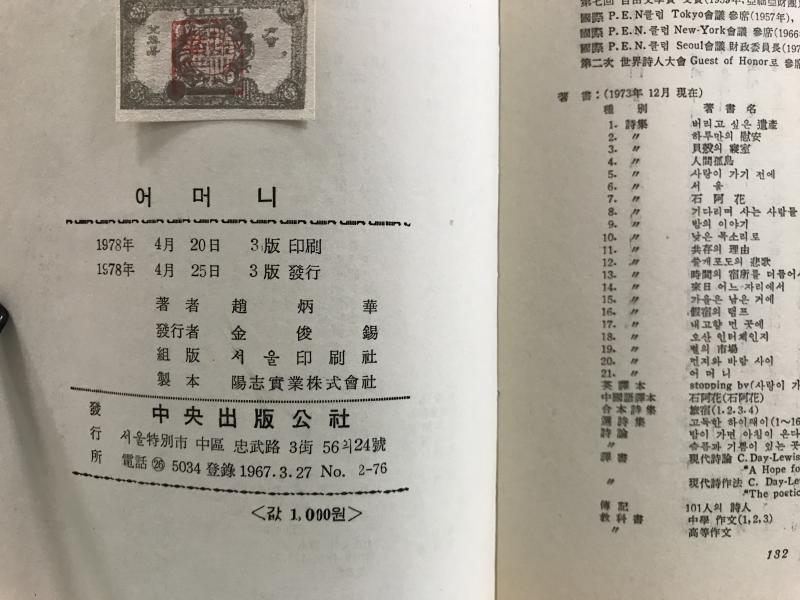 어머니
1978年 4月 20日 3版 印刷
1978年 4月 25日 3版 發行
著者 趙炳華
發行者 金俊錫
組版 서울印刷社
製本 陽志實業株式會社
發行所
中央出版公社
서울特別市 中區 忠武路 3街 56의24號
電話 ㉖ 5034 登錄 1967.3.27 No. 2-76
<값 1,000원>
國際 P.E.N클럽 Tokyo會議 參席(1957年),
國際 P.E.N.클럽 New-York會議 參席(1966
國際 P.E.N.클럽 Seoul會議 財政委員長(197
第二次 世界詩人大會 Guest of Honor로 參席
著書:(1973年 12月 現在)
種別 著書名
1. 詩集 버리고 싶은 遺產
2. 〃 하루만의 慰安
3. 〃 貝殼의 寢室
4. 〃 人間孤島
5. 〃 사랑이 가기 전에
6. 〃 서울
7. 〃 石阿花
8. 〃 기다리며 사는 사람들
9. 〃 밤의 이야기
10. 〃 낮은 목소리로
11. 〃 共存의 理由
12. 〃 쓸개포도의 悲歌
13. 〃 時間의 宿所를 더듬어서
14. 〃 來日 어느 자리에서
15. 〃 가을은 남은 거에
16. 〃 假宿의 램프
17. 〃 내고향 먼 곳에
18. 〃 오산 인터체인지
19. 〃 별의 市場
20. 〃 먼지와 바람 사이
21. 〃 어머니
英譯本 stopping by(사랑이 가
中國語譯本 石阿花(石阿花)
合本詩集 旅宿(1.2.3.4)
選詩集 고독한 하이웨이(1~16
詩論 밤이 가면 아침이 온다
〃 슬픔과 기쁨이 있는 곳
譯書 現代詩論 C.Day-Lewis
"A Hope fo
〃 現代詩作法 C. Day-Lew
"The poetic
傳記 101人의 詩人
敎科書 中學 作文(1,2,3)
〃 高等作文
132